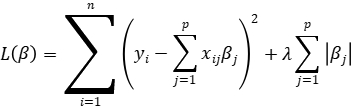 L(β) = ∑_{i=1}^{n} (y_i − ∑_{j=1}^{p} x_{ij}β_j)^2 + λ ∑_{j=1}^{p} |β_j|